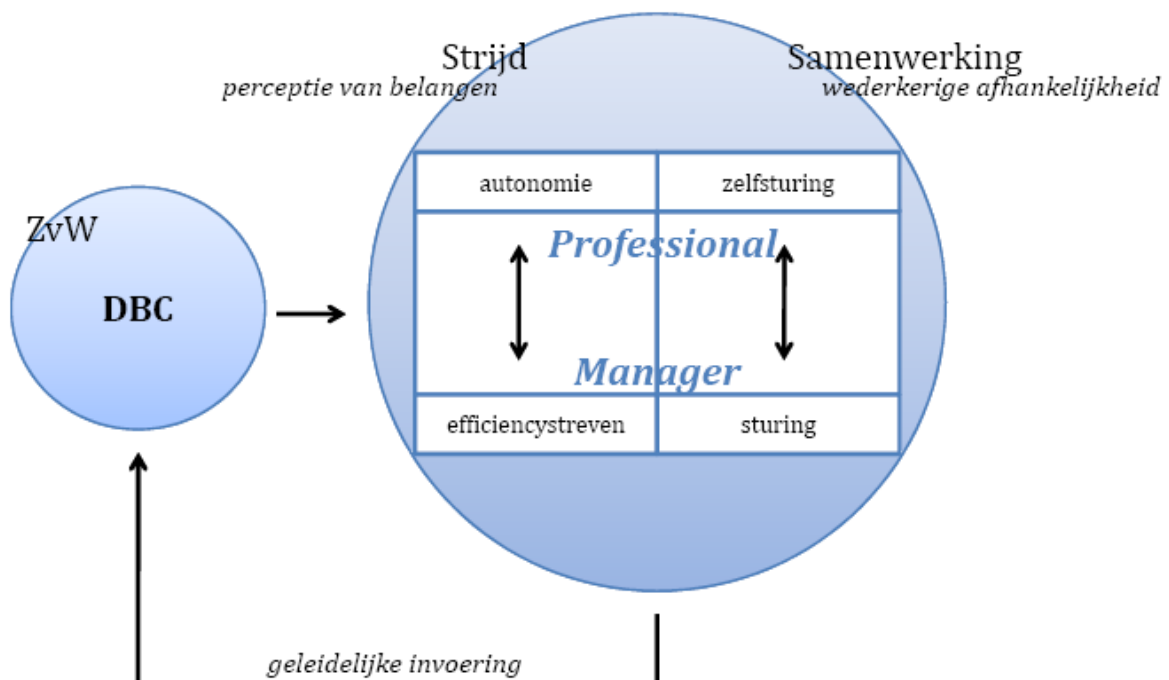 Strijd
perceptie van belangen
Samenwerking
wederkerige afhankelijkheid
autonomie
zelfsturing
ZvW
DBC
Professional
Manager
efficiencystreven
sturing
geleidelijke invoering